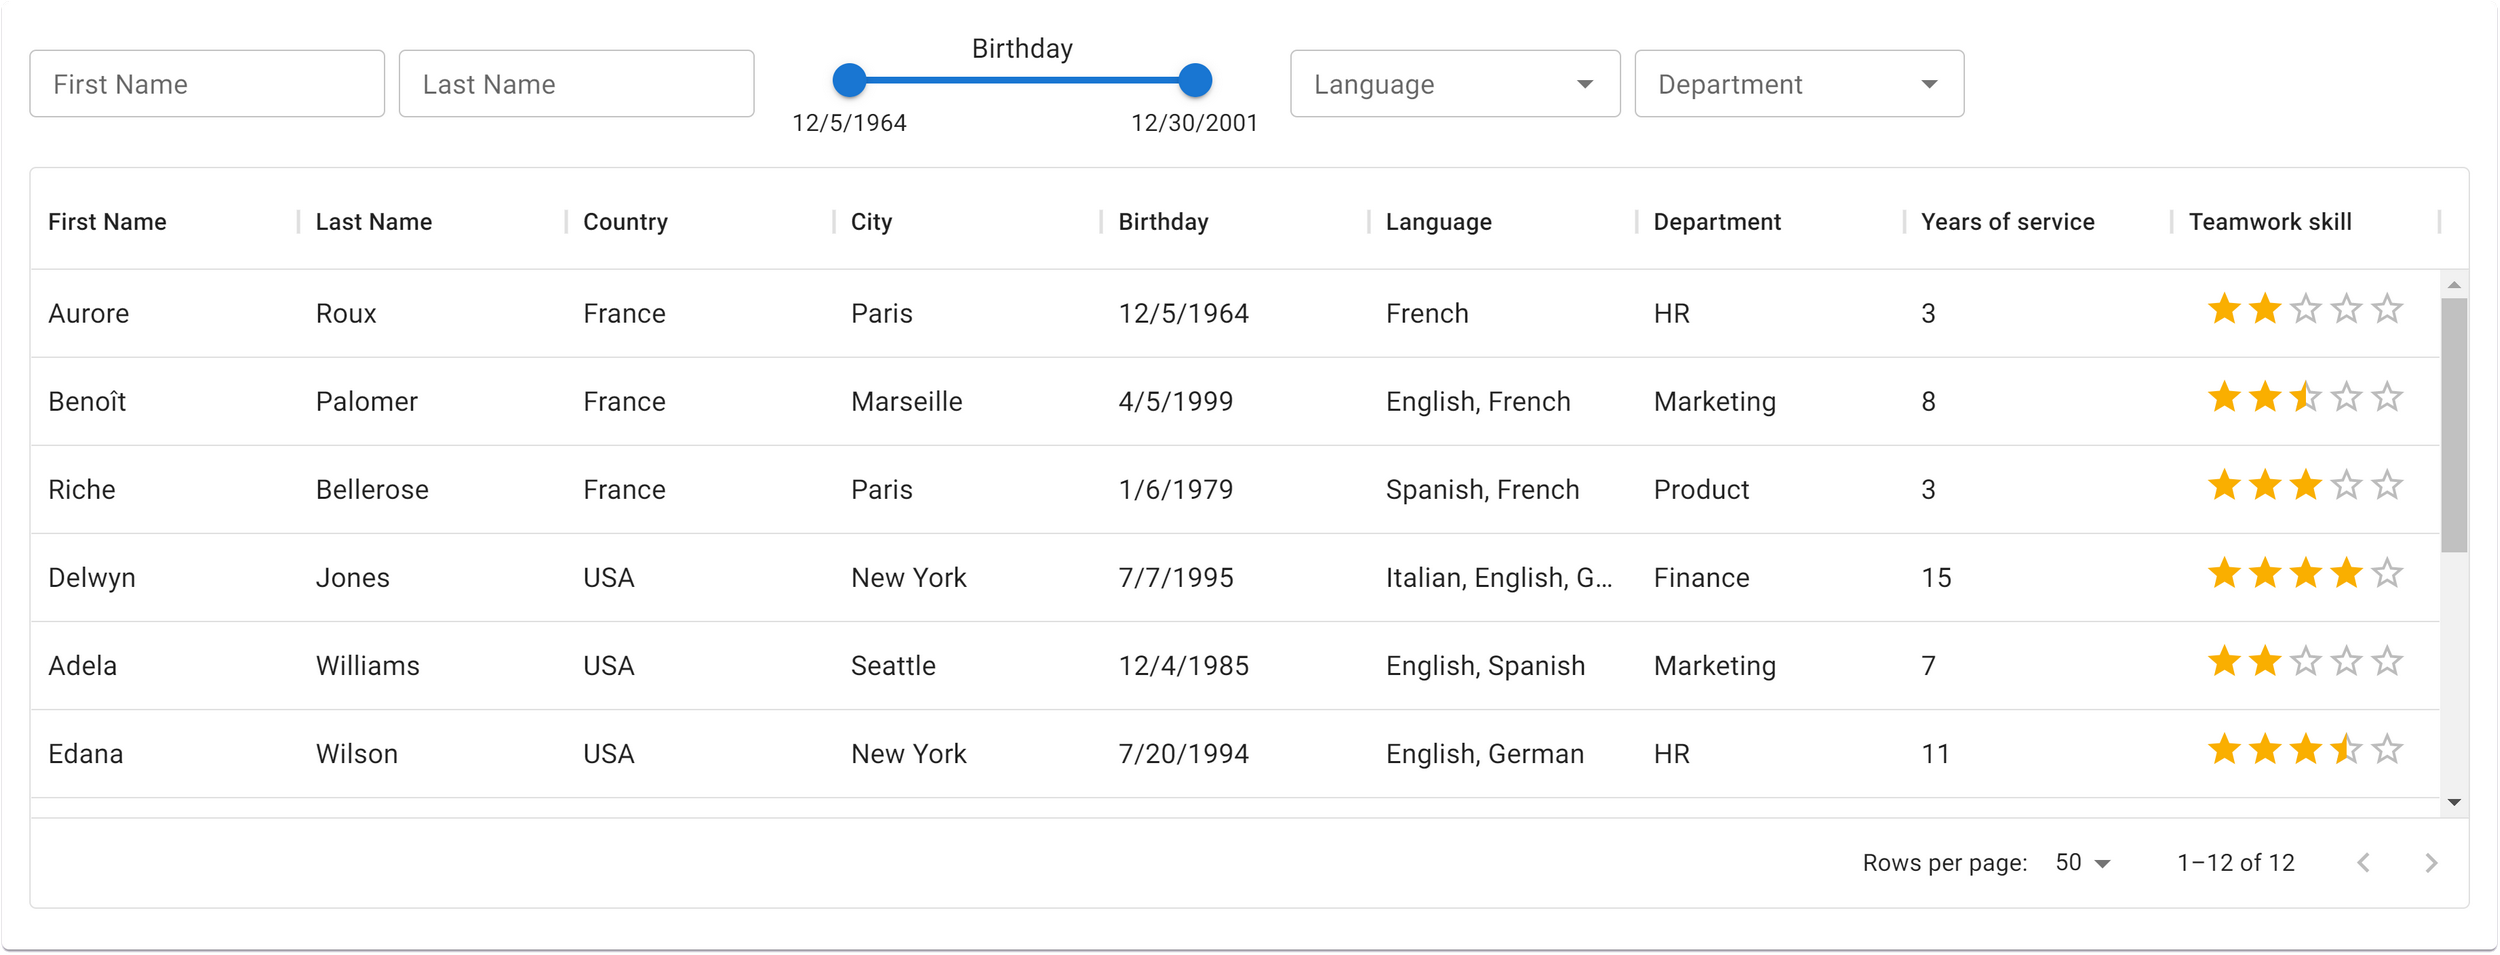 First Name
Last Name
Birthday
12/5/1964
12/30/2001
Language
Department
First Name Last Name Country City Birthday Language Department Years of service Teamwork skill
Aurore Roux France Paris 12/5/1964 French HR 3
Benoît Palomer France Marseille 4/5/1999 English, French Marketing 8
Riche Bellerose France Paris 1/6/1979 Spanish, French Product 3
Delwyn Jones USA New York 7/7/1995 Italian, English, G... Finance 15
Adela Williams USA Seattle 12/4/1985 English, Spanish Marketing 7
Edana Wilson USA New York 7/20/1994 English, German HR 11
Rows per page: 50 1–12 of 12